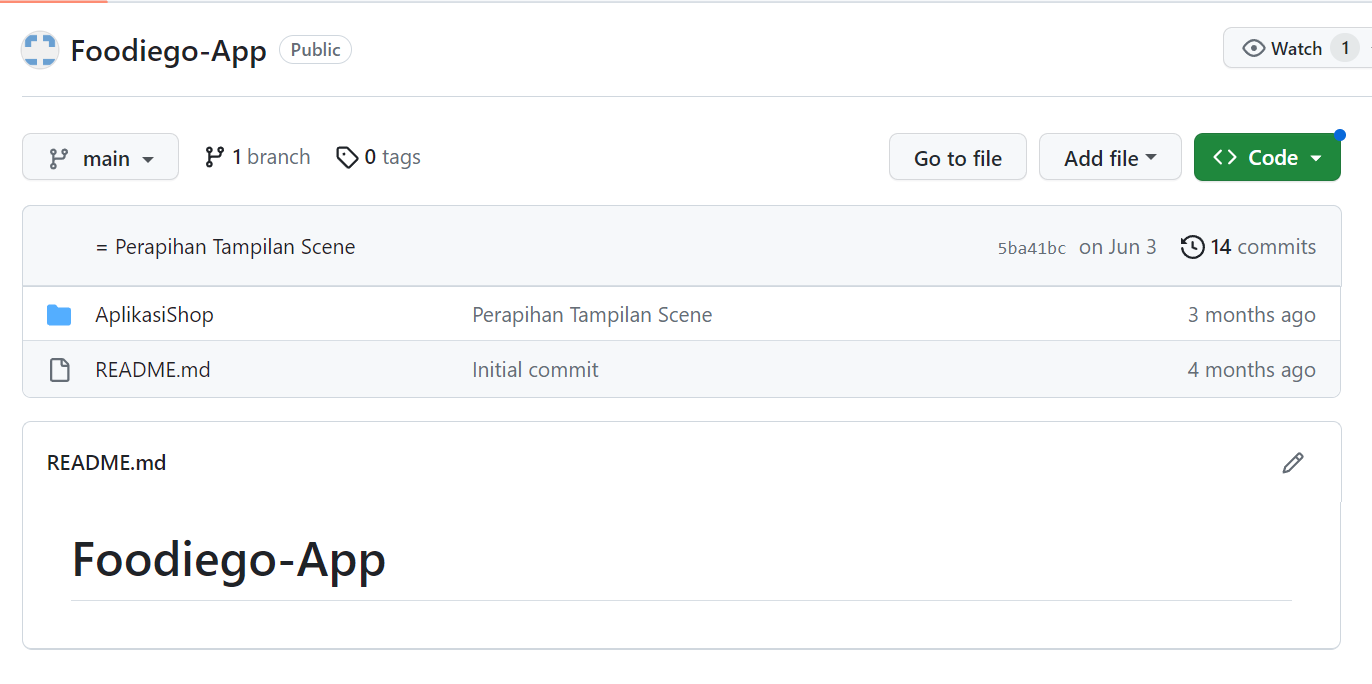 Foodiego-App Public Watch 1
main 1 branch 0 tags Go to file Add file Code
= Perapihan Tampilan Scene 5ba41bc on Jun 3 14 commits
AplikasiShop Perapihan Tampilan Scene 3 months ago
README.md Initial commit 4 months ago
README.md
Foodiego-App